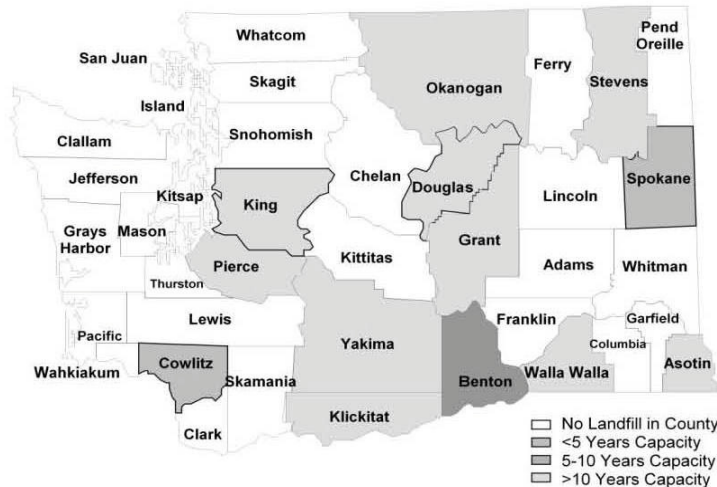 Whatcom
Pend
Oreille
San Juan
Ferry
Skagit
Okanogan
Stevens
Island
Snohomish
Clallam
Chelan
Jefferson
Kitsap
King
Douglas
Lincoln
Spokane
Grays
Harbor
Mason
Grant
Pierce
Kittitas
Adams
Whitman
Thurston
Lewis
Franklin
Garfield
Pacific
Yakima
Columbia
Cowlitz
Wahkiakum
Skamania
Benton
Walla Walla
Asotin
Klickitat
Clark
No Landfill in County
<5 Years Capacity
5-10 Years Capacity
>10 Years Capacity